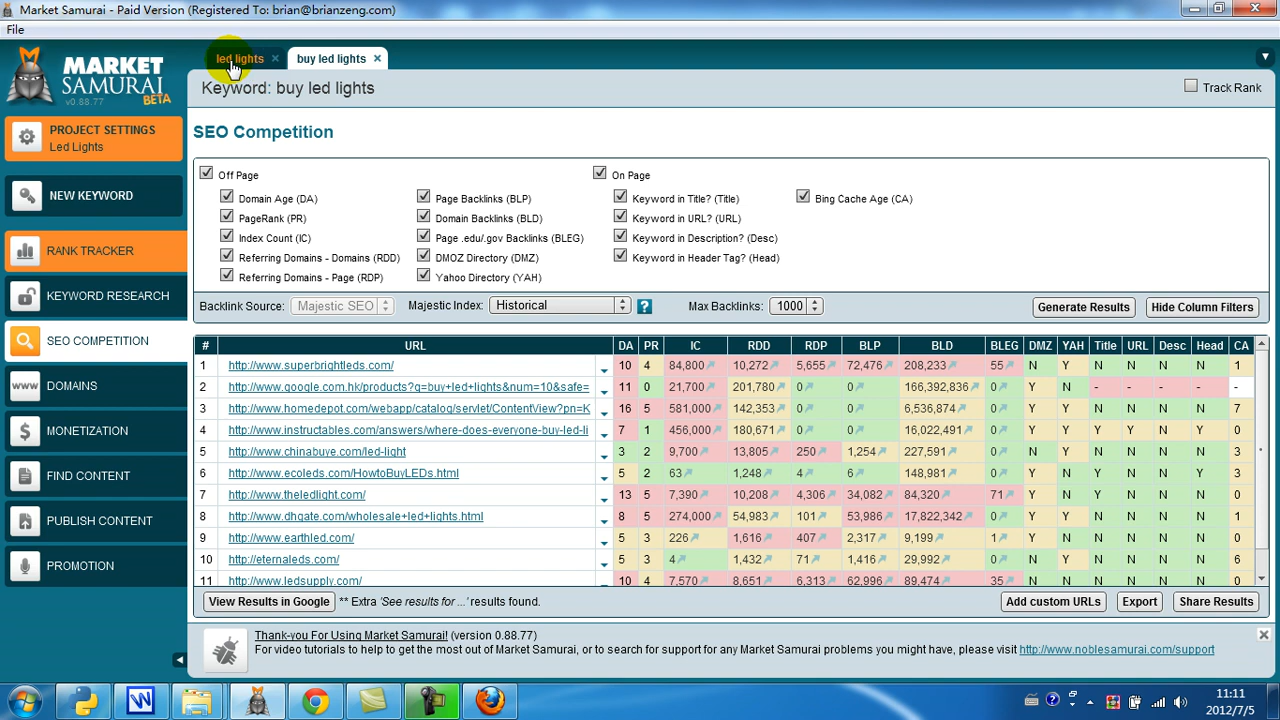 Market Samurai - Paid Version (Registered To: brian@brianzeng.com)
File
MARKET SAMURAI
v0.88.77 BETA
led lights
buy led lights
Keyword: buy led lights
Track Rank
PROJECT SETTINGS
Led Lights
NEW KEYWORD
RANK TRACKER
KEYWORD RESEARCH
SEO COMPETITION
DOMAINS
MONETIZATION
FIND CONTENT
PUBLISH CONTENT
PROMOTION
SEO Competition
Off Page
On Page
Domain Age (DA)
Page Backlinks (BLP)
Keyword in Title? (Title)
Bing Cache Age (CA)
PageRank (PR)
Domain Backlinks (BLD)
Keyword in URL? (URL)
Index Count (IC)
Page .edu/.gov Backlinks (BLEG)
Keyword in Description? (Desc)
Referring Domains - Domains (RDD)
DMOZ Directory (DMZ)
Keyword in Header Tag? (Head)
Referring Domains - Page (RDP)
Yahoo Directory (YAH)
Backlink Source: Majestic SEO
Majestic Index: Historical
?
Max Backlinks: 1000
Generate Results
Hide Column Filters
# URL DA PR IC RDD RDP BLP BLD BLEG DMZ YAH Title URL Desc Head CA
1 http://www.superbrightleds.com/ 10 4 84,800 10,272 5,655 72,476 208,233 55 N Y N N N N 1
2 http://www.google.com.hk/products?q=buy+led+lights&num=10&safe= 11 0 21,700 201,780 0 0 166,392,836 0 Y N - - - - -
3 http://www.homedepot.com/webapp/catalog/servlet/ContentView?pn=K 16 5 581,000 142,353 0 0 6,536,874 0 Y Y N N N N 7
4 http://www.instructables.com/answers/where-does-everyone-buy-led-li 7 1 456,000 180,671 0 0 16,022,491 0 Y Y Y Y Y Y 0
5 http://www.chinabuye.com/led-light 3 2 9,700 13,805 250 1,254 227,591 0 N N N N N N 3
6 http://www.ecoleds.com/HowtoBuyLEDs.html 5 2 63 1,248 4 6 148,981 0 Y Y N N N Y 3
7 http://www.theledlight.com/ 13 5 7,390 10,208 4,306 34,082 84,320 71 Y N Y N N N 0
8 http://www.dhgate.com/wholesale+led+lights.html 8 5 274,000 54,983 101 53,986 17,822,342 0 Y Y N N N N 1
9 http://www.earthled.com/ 5 3 226 1,616 407 2,317 9,199 1 Y N N N N N 0
10 http://eternaleds.com/ 5 3 4 1,432 71 1,416 29,992 0 N Y N N N N 6
11 http://www.ledsupply.com/ 10 4 7,570 8,651 6,313 62,996 89,474 35 N N N N N N 0
View Results in Google
** Extra 'See results for ...' results found.
Add custom URLs
Export
Share Results
Thank-you For Using Market Samurai! (version 0.88.77)
For video tutorials to help to get the most out of Market Samurai, or to search for support for any Market Samurai problems you might have, please visit http://www.noblesamurai.com/support
11:11
2012/7/5